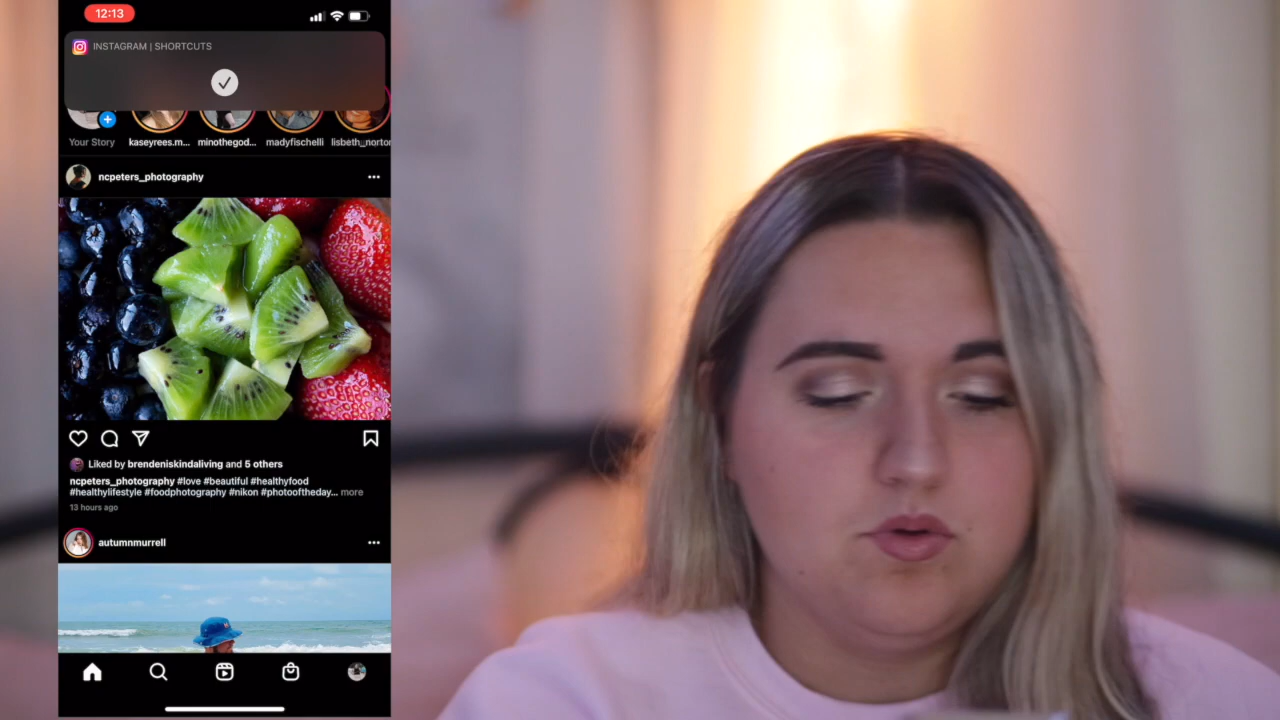 12:13
INSTAGRAM | SHORTCUTS
Your Story
kaseyrees.m...
minothegod...
madyfischelli
lisbeth_norton
ncpeters_photography
Liked by brendeniskindaliving and 5 others
ncpeters_photography #love #beautiful #healthyfood
#healthylifestyle #foodphotography #nikon #photooftheday... more
13 hours ago
autumnmurrell